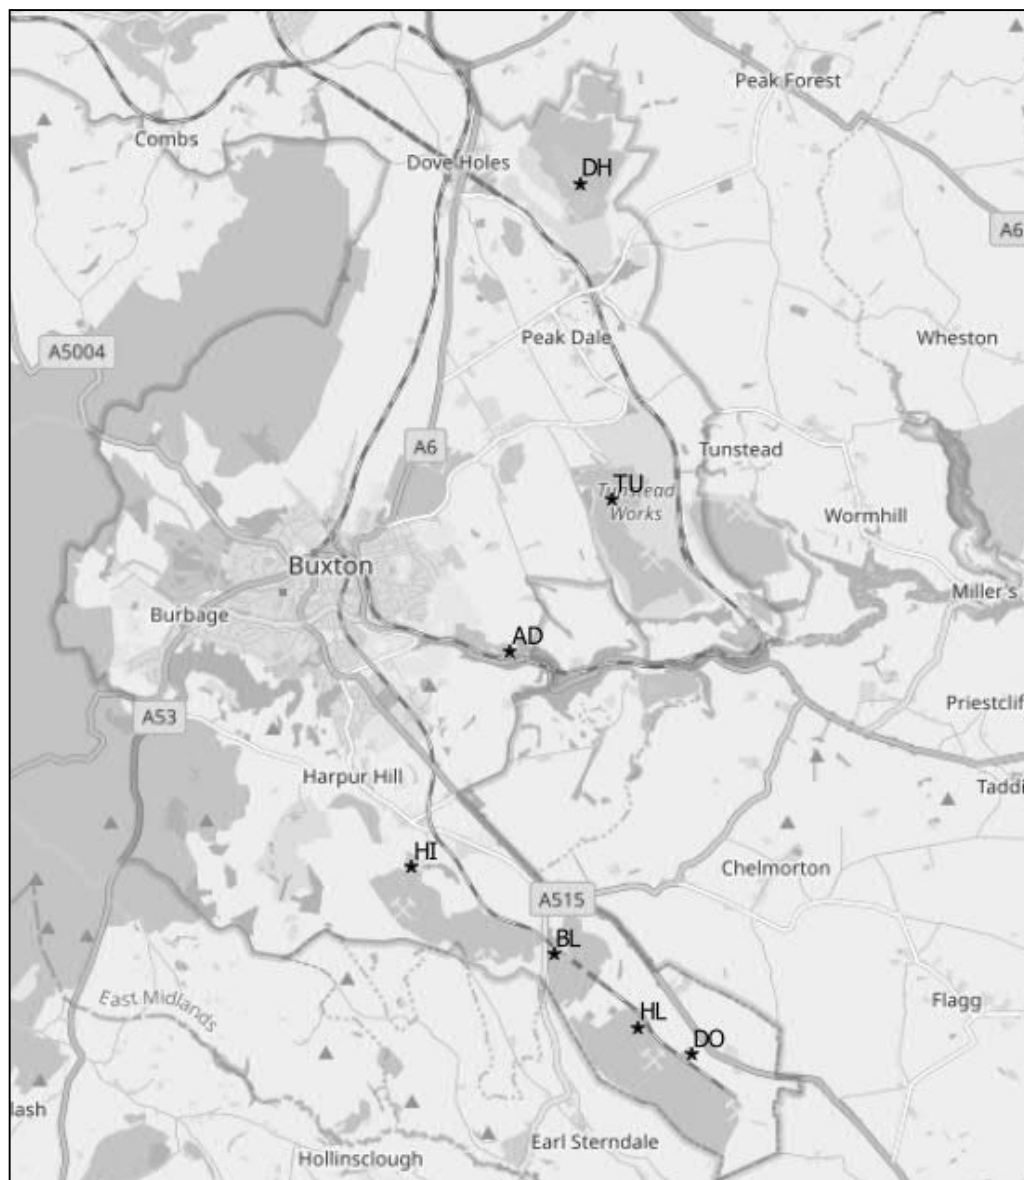 Peak Forest
Combs
Dove Holes
DH
A6
A5004
Peak Dale
Wheston
A6
Tunstead
TU
Tunstead
Works
Wormhill
Buxton
Miller's
Burbage
AD
A53
Priestclif
Harpur Hill
Taddi
HI
Chelmorton
A515
BL
East Midlands
HL
Flagg
DO
lash
Earl Sterndale
Hollinsclough